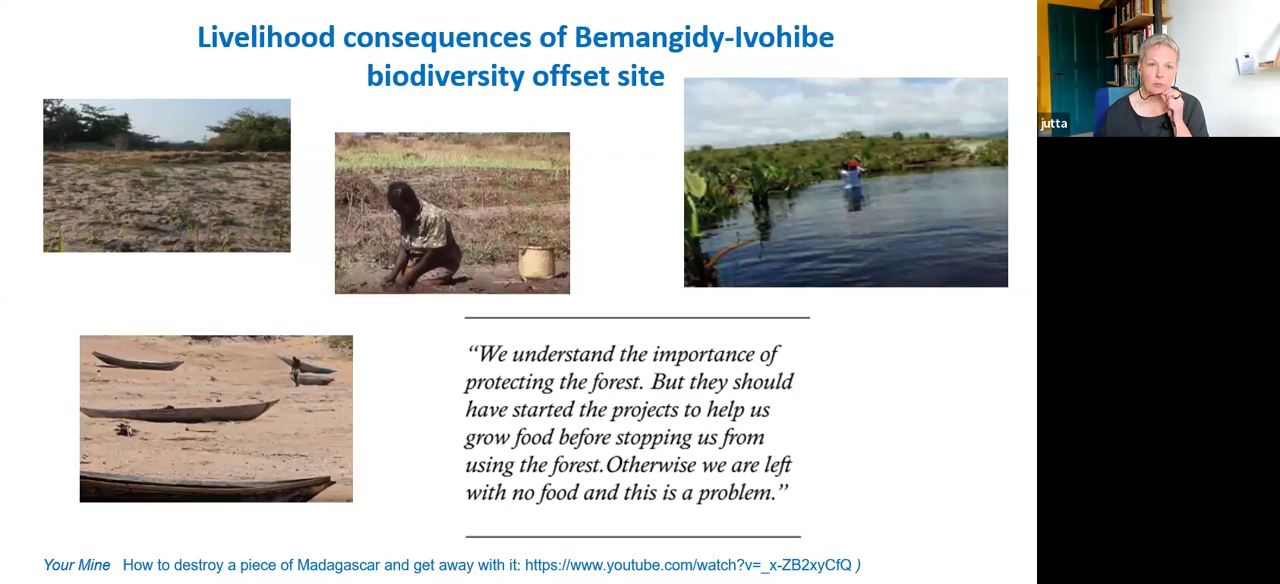 Livelihood consequences of Bemangidy-Ivohibe
biodiversity offset site
jutta
“We understand the importance of
protecting the forest. But they should
have started the projects to help us
grow food before stopping us from
using the forest.Otherwise we are left
with no food and this is a problem.”
Your Mine How to destroy a piece of Madagascar and get away with it: https://www.youtube.com/watch?v=_x-ZB2xyCfQ )